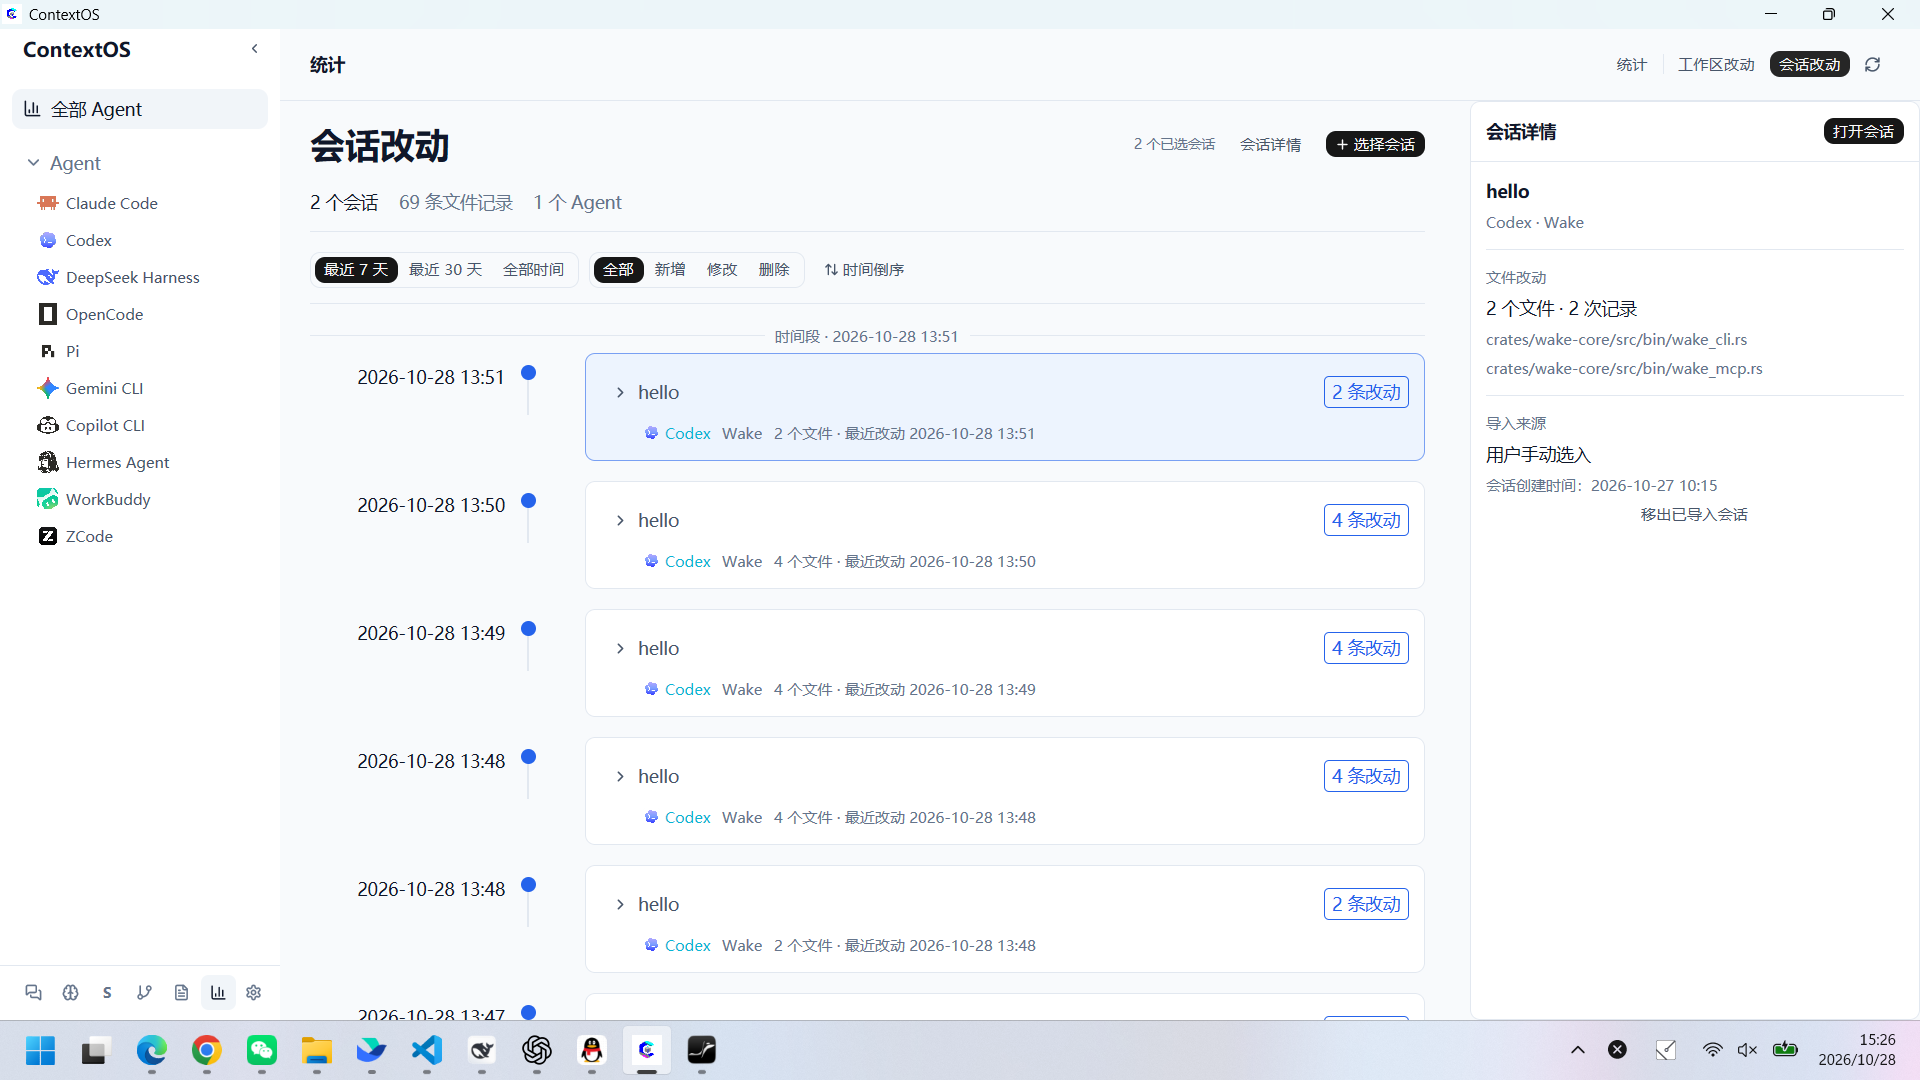 ContextOS
ContextOS
全部 Agent
Agent
Claude Code
Codex
DeepSeek Harness
OpenCode
Pi
Gemini CLI
Copilot CLI
Hermes Agent
WorkBuddy
ZCode
S
统计
统计
工作区改动
会话改动
会话改动
2 个已选会话
会话详情
+ 选择会话
2 个会话 69 条文件记录 1 个 Agent
最近 7 天 最近 30 天 全部时间
全部 新增 修改 删除
时间倒序
时间段 · 2026-10-28 13:51
2026-10-28 13:51
hello
2 条改动
Codex Wake 2 个文件 · 最近改动 2026-10-28 13:51
2026-10-28 13:50
hello
4 条改动
Codex Wake 4 个文件 · 最近改动 2026-10-28 13:50
2026-10-28 13:49
hello
4 条改动
Codex Wake 4 个文件 · 最近改动 2026-10-28 13:49
2026-10-28 13:48
hello
4 条改动
Codex Wake 4 个文件 · 最近改动 2026-10-28 13:48
2026-10-28 13:48
hello
2 条改动
Codex Wake 2 个文件 · 最近改动 2026-10-28 13:48
2026-10-28 13:47
会话详情
打开会话
hello
Codex · Wake
文件改动
2 个文件 · 2 次记录
crates/wake-core/src/bin/wake_cli.rs
crates/wake-core/src/bin/wake_mcp.rs
导入来源
用户手动选入
会话创建时间：2026-10-27 10:15
移出已导入会话
15:26
2026/10/28